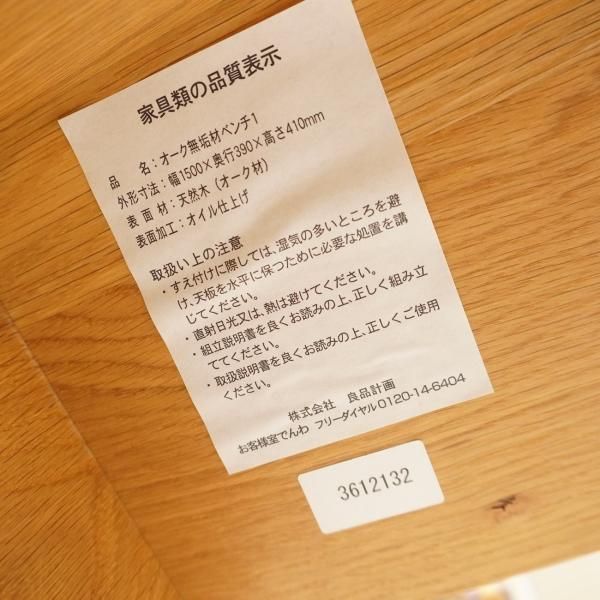 家具類の品質表示
品　　名：オーク無垢材ベンチ1
外形寸法：幅1500×奥行390×高さ410mm
表 面 材：天然木（オーク材）
表面加工：オイル仕上げ
取扱い上の注意
・すえ付けに際しては、湿気の多いところを避
け、天板を水平に保つために必要な処置を講
じてください。
・直射日光又は、熱は避けてください。
・組立説明書を良くお読みの上、正しく組み立
ててください。
・取扱説明書を良くお読みの上、正しくご使用
ください。
株式会社　良品計画
お客様室でんわ フリーダイヤル0120-14-6404
3612132